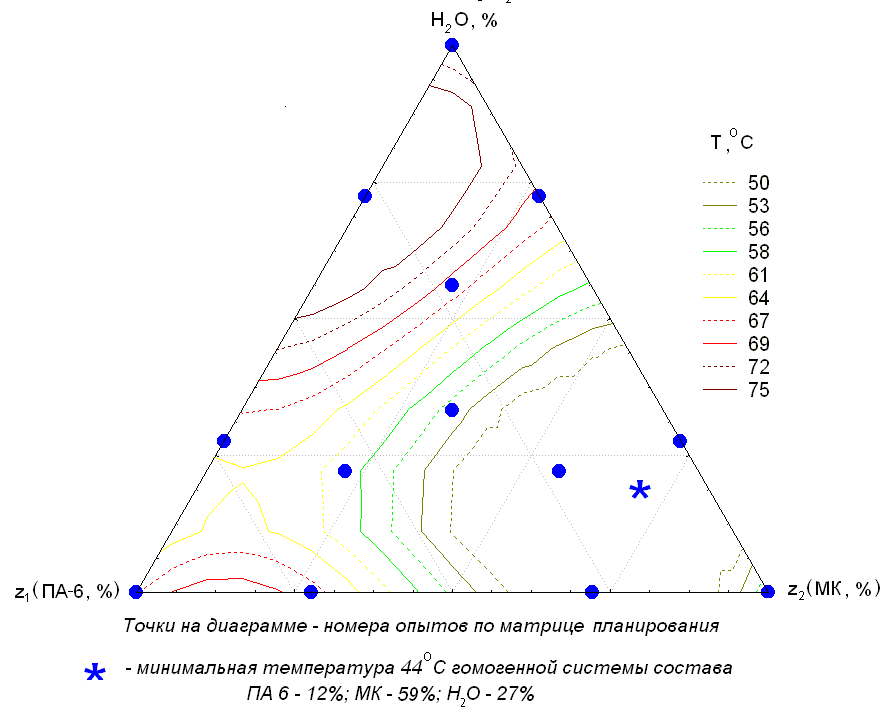 H₂O, %
T, °C
50
53
56
58
61
64
67
69
72
75
z₁(ПА-6, %)
z₂(МК, %)
Точки на диаграмме - номера опытов по матрице планирования
* - минимальная температура 44°С гомогенной системы состава
ПА 6 - 12%; МК - 59%; H₂O - 27%